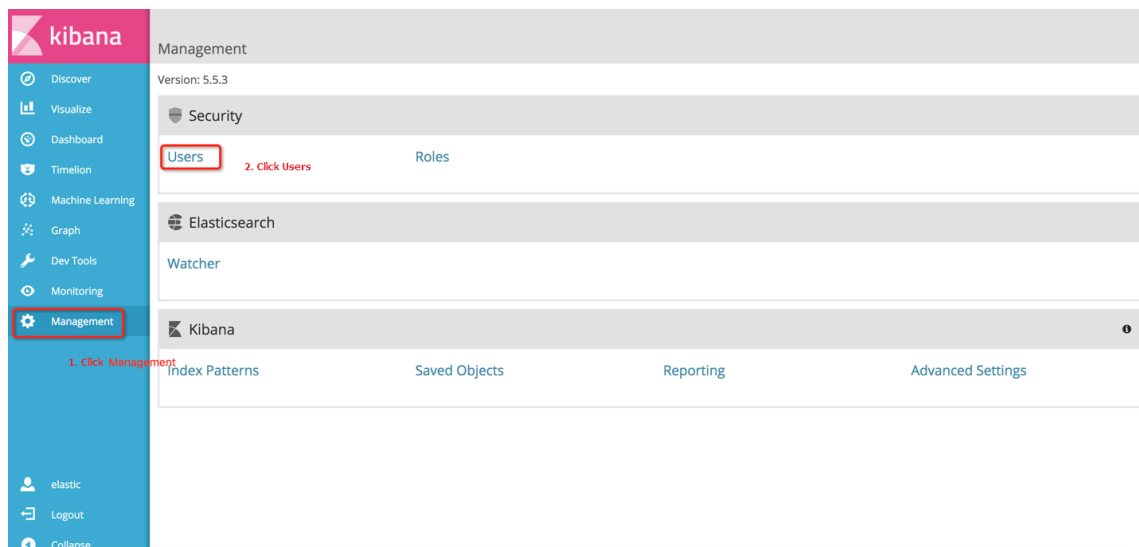 kibana
Discover
Visualize
Dashboard
Timelion
Machine Learning
Graph
Dev Tools
Monitoring
Management
1. Click Management
elastic
Logout
Collapse
Management
Version: 5.5.3
Security
Users
2. Click Users
Roles
Elasticsearch
Watcher
Kibana
Index Patterns
Saved Objects
Reporting
Advanced Settings